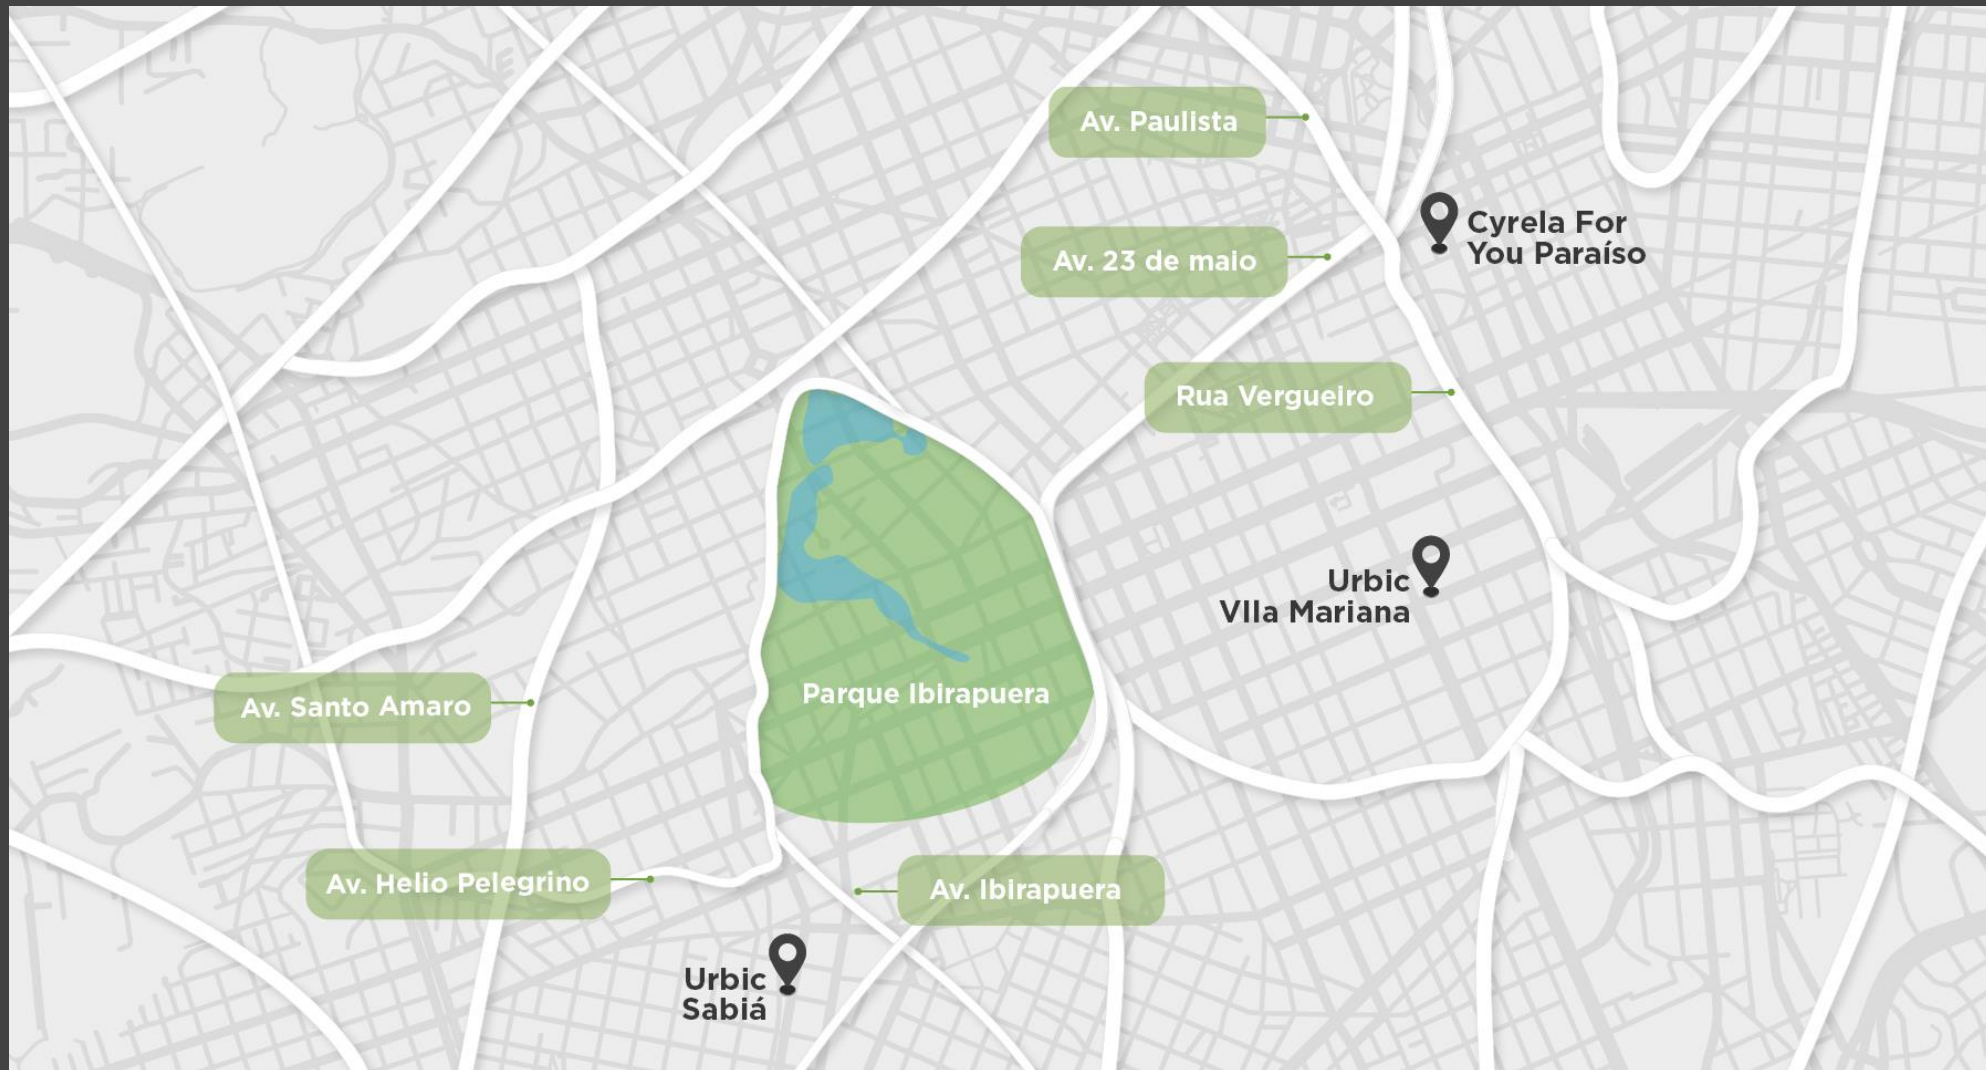 Av. Paulista
Cyrela For
You Paraíso
Av. 23 de maio
Rua Vergueiro
Urbic
VIla Mariana
Parque Ibirapuera
Av. Santo Amaro
Av. Helio Pelegrino
Av. Ibirapuera
Urbic
Sabiá